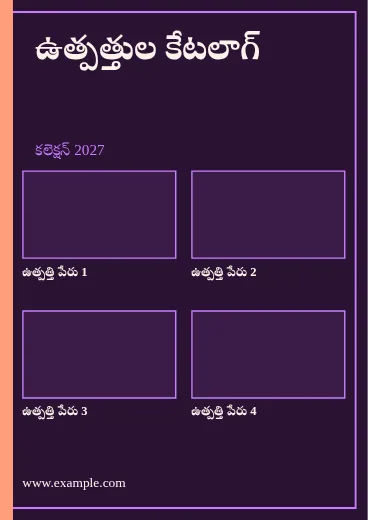 ఉత్పత్తుల కేటలాగ్
కలెక్షన్ 2027
ఉత్పత్తి పేరు 1
ఉత్పత్తి పేరు 2
ఉత్పత్తి పేరు 3
ఉత్పత్తి పేరు 4
www.example.com